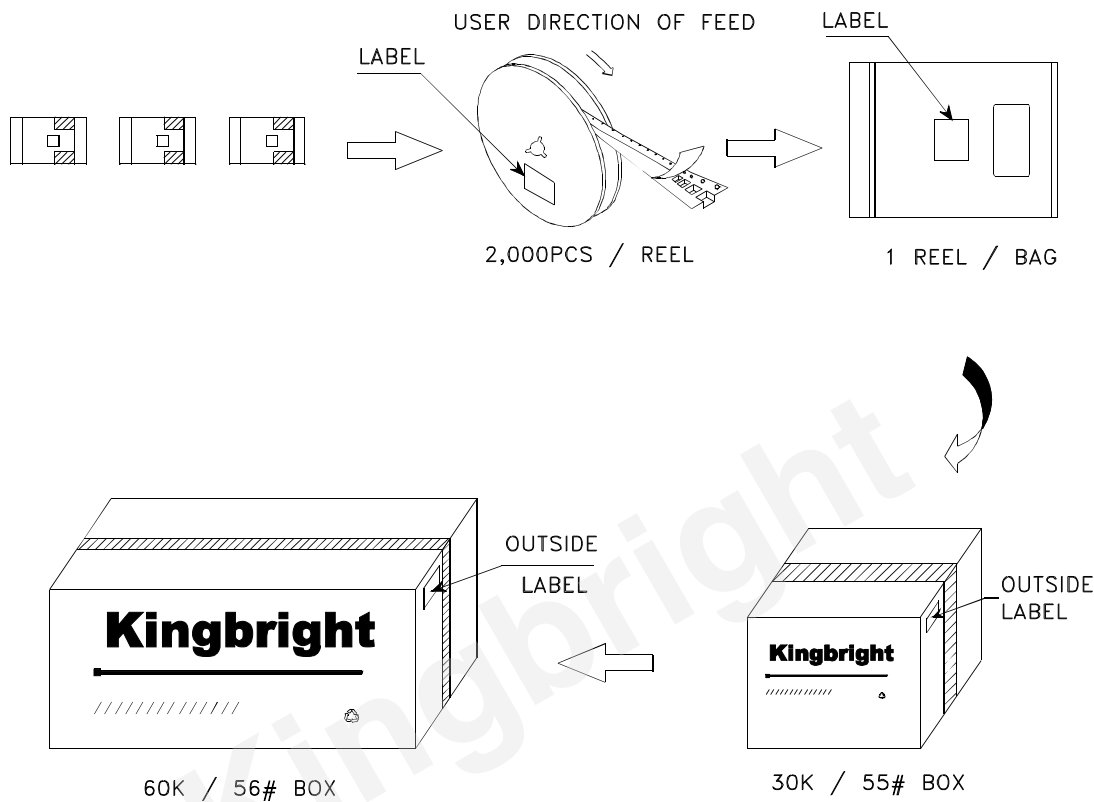 USER DIRECTION OF FEED
LABEL
LABEL
2,000PCS / REEL
1 REEL / BAG
OUTSIDE
LABEL
OUTSIDE
LABEL
Kingbright
Kingbright
60K / 56# BOX
30K / 55# BOX
Kingbright